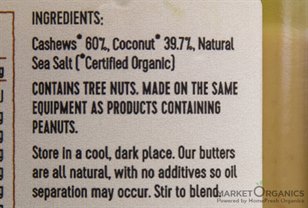 INGREDIENTS:
Cashews* 60%, Coconut* 39.7%, Natural
Sea Salt (*Certified Organic)
CONTAINS TREE NUTS. MADE ON THE SAME
EQUIPMENT AS PRODUCTS CONTAINING
PEANUTS.
Store in a cool, dark place. Our butters
are all natural, with no additives so oil
separation may occur. Stir to blend.
MARKET ORGANICS
Powered by HomeFresh Organics